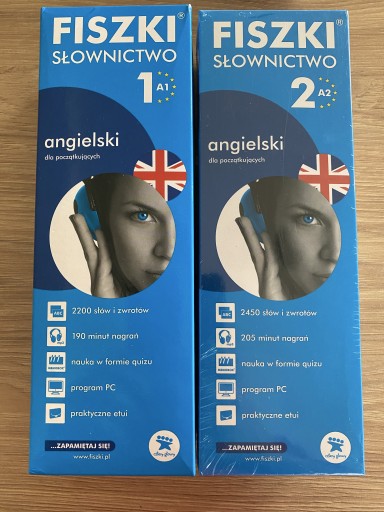 FISZKI®
SŁOWNICTWO
1 A1
angielski
dla początkujących
ABC
2200 słów i zwrotów
190 minut nagrań
nauka w formie quizu
program PC
praktyczne etui
...ZAPAMIĘTAJ SIĘ!
www.fiszki.pl
FISZKI®
SŁOWNICTWO
2 A2
angielski
dla początkujących
ABC
2450 słów i zwrotów
205 minut nagrań
nauka w formie quizu
program PC
praktyczne etui
...ZAPAMIĘTAJ SIĘ!
www.fiszki.pl